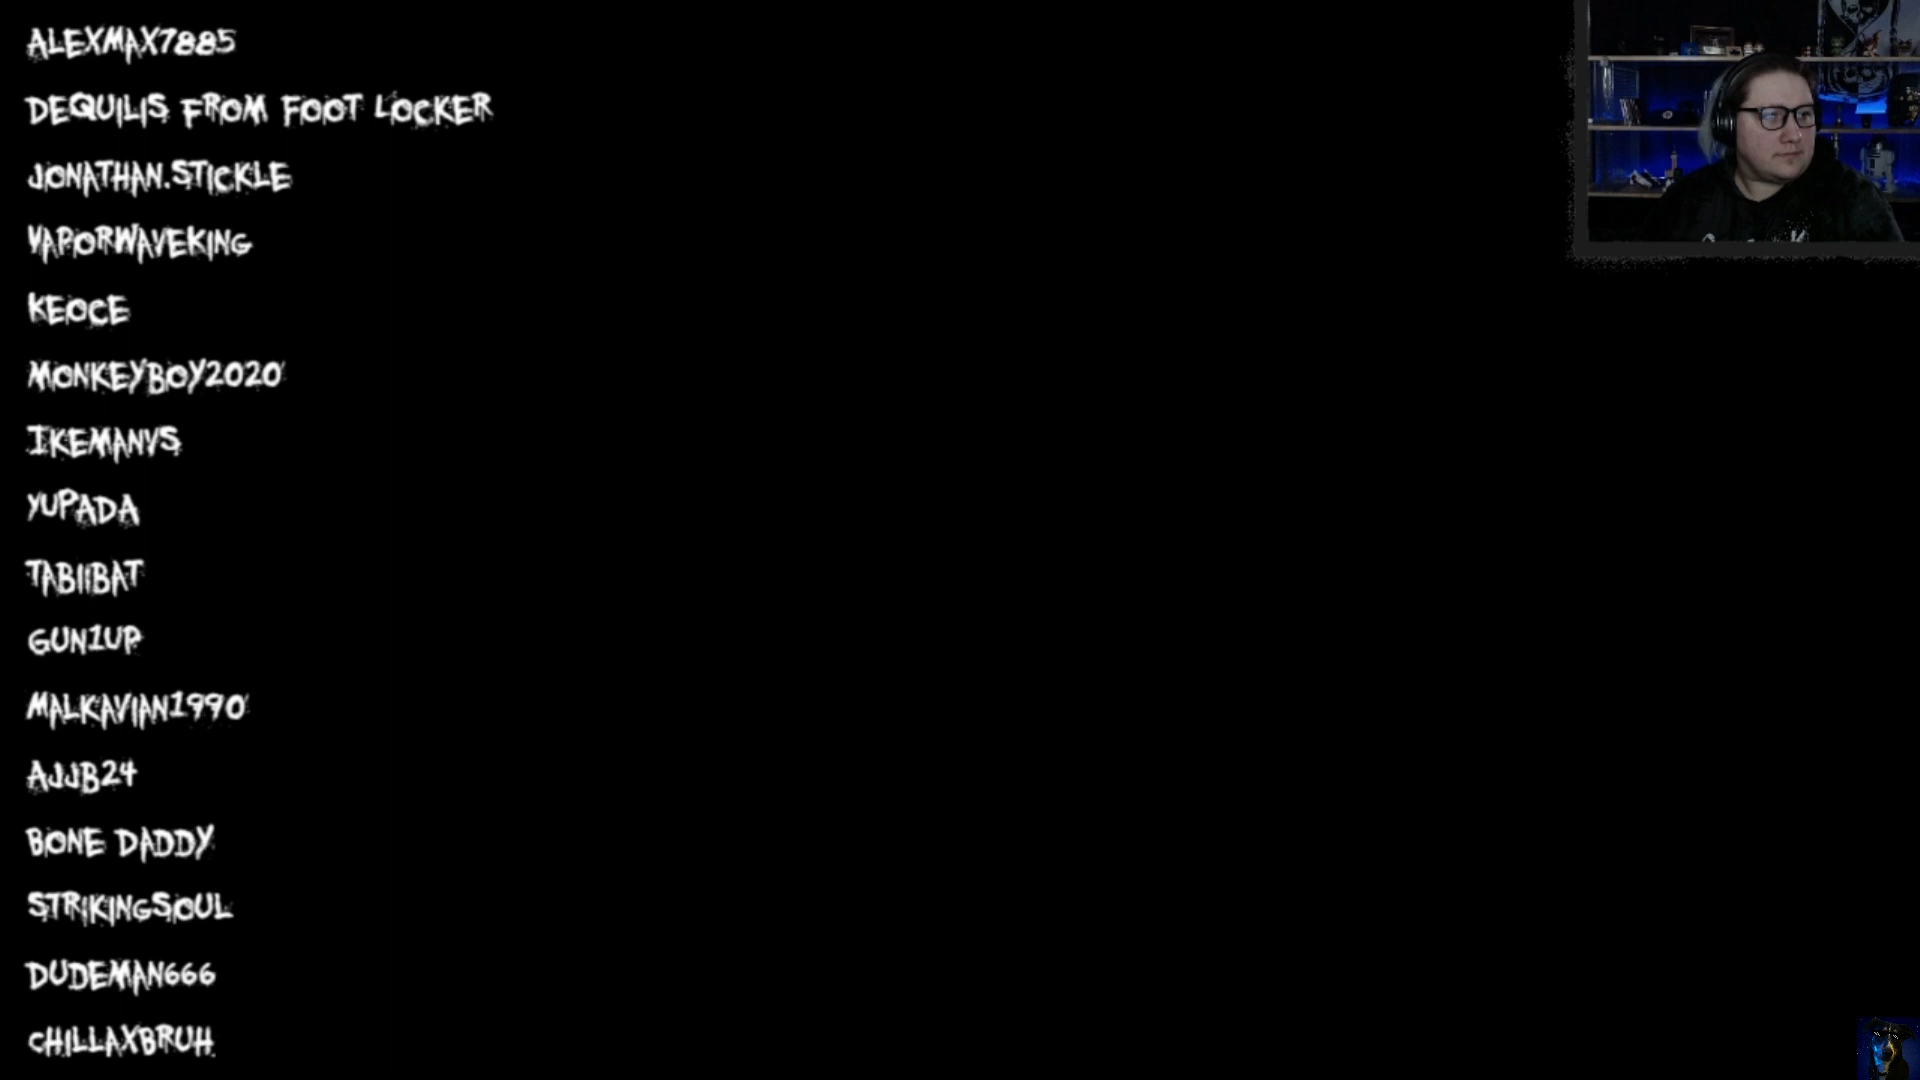 ALEXMAX7885
DEQUILIS FROM FOOT LOCKER
JONATHAN.STICKLE
VAPORWAVEKING
KEOCE
MONKEYBOY2020
IKEMANVS
YUPADA
TABIIBAT
GUN1UP
MALKAVIAN1990
AJJB24
BONE DADDY
STRIKINGSOUL
DUDEMAN666
CHILLAXBRUH